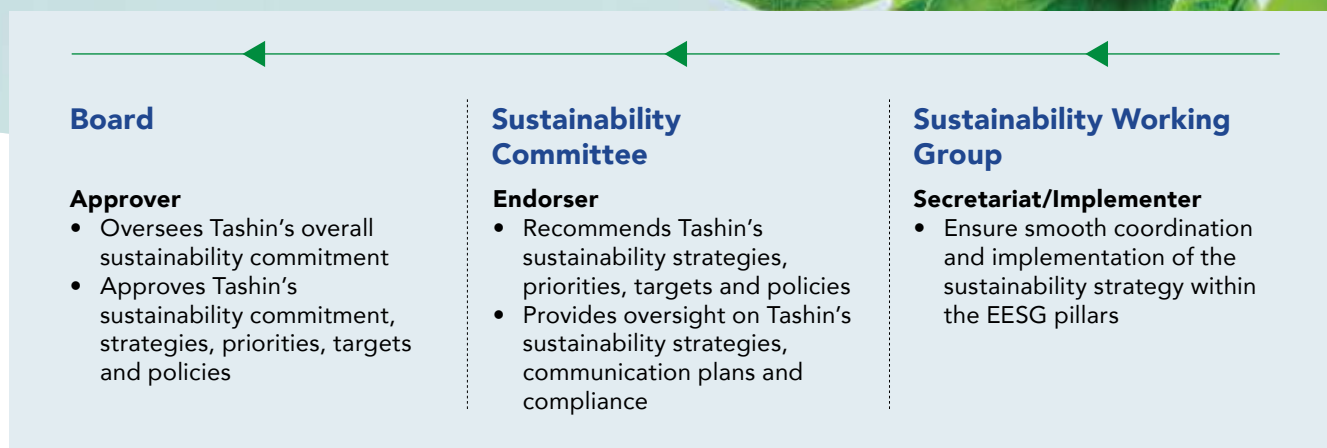 Board
Approver
• Oversees Tashin's overall
sustainability commitment
• Approves Tashin's
sustainability commitment,
strategies, priorities, targets
and policies
Sustainability
Committee
Endorser
• Recommends Tashin's
sustainability strategies,
priorities, targets and policies
• Provides oversight on Tashin's
sustainability strategies,
communication plans and
compliance
Sustainability Working
Group
Secretariat/Implementer
• Ensure smooth coordination
and implementation of the
sustainability strategy within
the EESG pillars